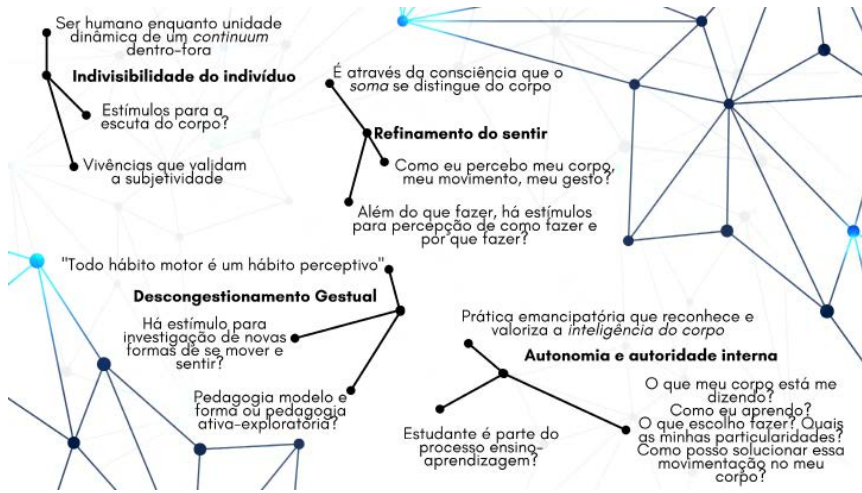 Ser humano enquanto unidade
dinâmica de um continuum
dentro-fora
Indivisibilidade do indivíduo
Estímulos para a
escuta do corpo?
Vivências que validam
a subjetividade
É através da consciência que o
soma se distingue do corpo
Refinamento do sentir
Como eu percebo meu corpo,
meu movimento, meu gesto?
Além do que fazer, há estímulos
para percepção de como fazer e
por que fazer?
"Todo hábito motor é um hábito perceptivo"
Descongestionamento Gestual
Há estímulo para
investigação de novas
formas de se mover e
sentir?
Pedagogia modelo e
forma ou pedagogia
ativa-exploratória?
Prática emancipatória que reconhece e
valoriza a inteligência do corpo
Autonomia e autoridade interna
Estudante é parte do
processo ensino-
aprendizagem?
O que meu corpo está me
dizendo?
Como eu aprendo?
O que escolho fazer? Quais
as minhas particularidades?
Como posso solucionar essa
movimentação no meu
corpo?